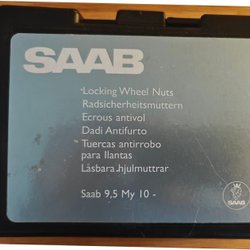 SAAB
Locking Wheel Nuts
Radsicherheitsmuttern
Ecrous antivol
Dadi Antifurto
Tuercas antirrobo
para llantas
Låsbara hjulmuttrar
Saab 9,5 My 10 -
SAAB